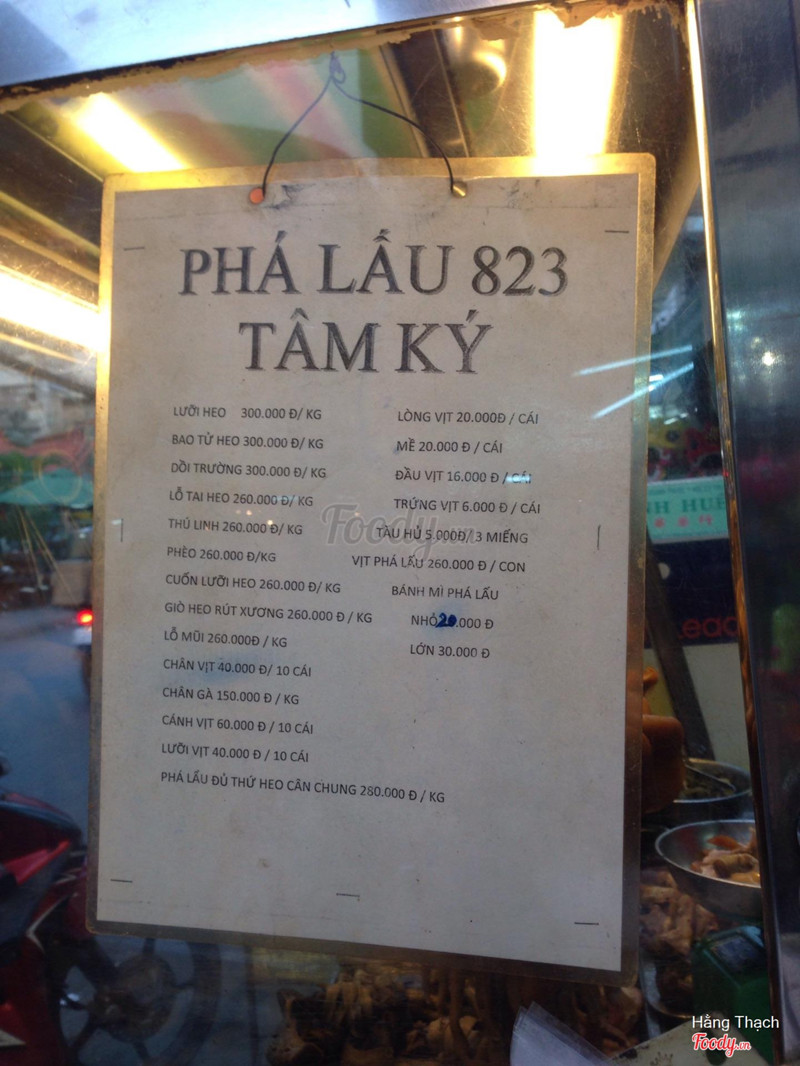 PHÁ LẤU 823
TÂM KÝ
LƯỠI HEO 300.000 Đ/ KG
BAO TỬ HEO 300.000 Đ/ KG
DỒI TRƯỜNG 300.000 Đ/ KG
LỖ TAI HEO 260.000 Đ/ KG
THỦ LINH 260.000 Đ/ KG
PHÈO 260.000 Đ/KG
CUỐN LƯỠI HEO 260.000 Đ/ KG
GIÒ HEO RÚT XƯƠNG 260.000 Đ / KG
LỖ MŨI 260.000Đ / KG
CHÂN VỊT 40.000 Đ/ 10 CÁI
CHÂN GÀ 150.000 Đ / KG
CÁNH VỊT 60.000 Đ / 10 CÁI
LƯỠI VỊT 40.000 Đ / 10 CÁI
PHÁ LẤU ĐỦ THỨ HEO CÂN CHUNG 280.000 Đ / KG
LÒNG VỊT 20.000Đ / CÁI
MỀ 20.000 Đ / CÁI
ĐẦU VỊT 16.000 Đ / CÁI
TRỨNG VỊT 6.000 Đ / CÁI
TÀU HỦ 5.000Đ/ 3 MIẾNG
VỊT PHÁ LẤU 260.000 Đ / CON
BÁNH MÌ PHÁ LẤU
NHỎ 20.000 Đ
LỚN 30.000 Đ
Foody.vn
NH HUÊ
Lead
Hằng Thạch
Foody.vn